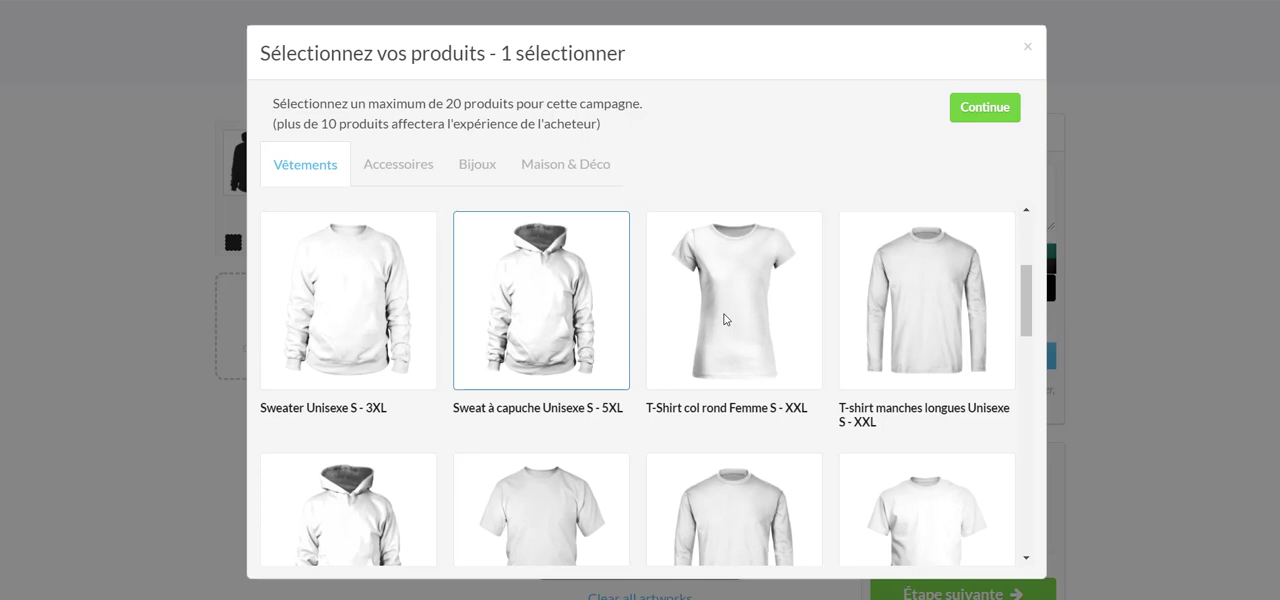 Sélectionnez vos produits - 1 sélectionner
×
Sélectionnez un maximum de 20 produits pour cette campagne.
(plus de 10 produits affectera l'expérience de l'acheteur)
Continue
Vêtements Accessoires Bijoux Maison & Déco
Sweater Unisexe S - 3XL
Sweat à capuche Unisexe S - 5XL
T-Shirt col rond Femme S - XXL
T-shirt manches longues Unisexe
S - XXL
Clear all artworks
Étape suivante